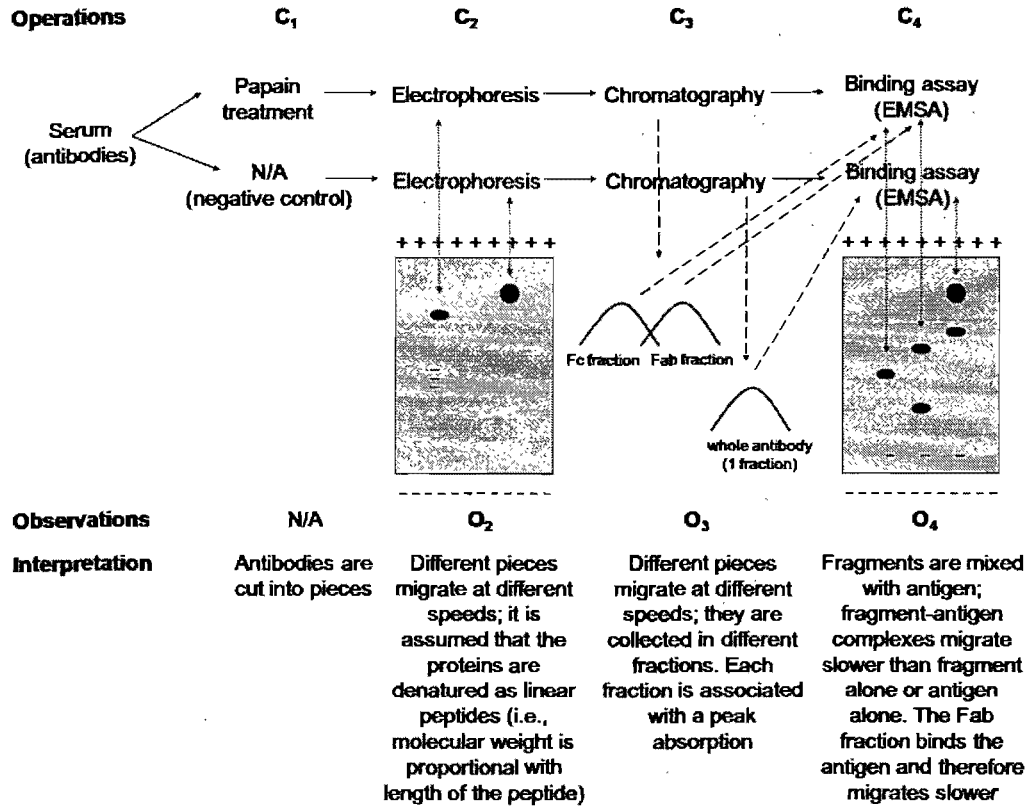 Operations C1 C2 C3 C4
Papain
treatment
Electrophoresis
Chromatography
Binding assay
(EMSA)
Serum
(antibodies)
N/A
(negative control)
Electrophoresis
Chromatography
Binding assay
(EMSA)
+ + + + + + + + +
+ + + + + + + + +
Fc fraction
Fab fraction
whole antibody
(1 fraction)
Observations N/A O2 O3 O4
Interpretation
Antibodies are
cut into pieces
Different pieces
migrate at different
speeds; it is
assumed that the
proteins are
denatured as linear
peptides (i.e.,
molecular weight is
proportional with
length of the peptide)
Different pieces
migrate at different
speeds; they are
collected in different
fractions. Each
fraction is associated
with a peak
absorption
Fragments are mixed
with antigen;
fragment-antigen
complexes migrate
slower than fragment
alone or antigen
alone. The Fab
fraction binds the
antigen and therefore
migrates slower